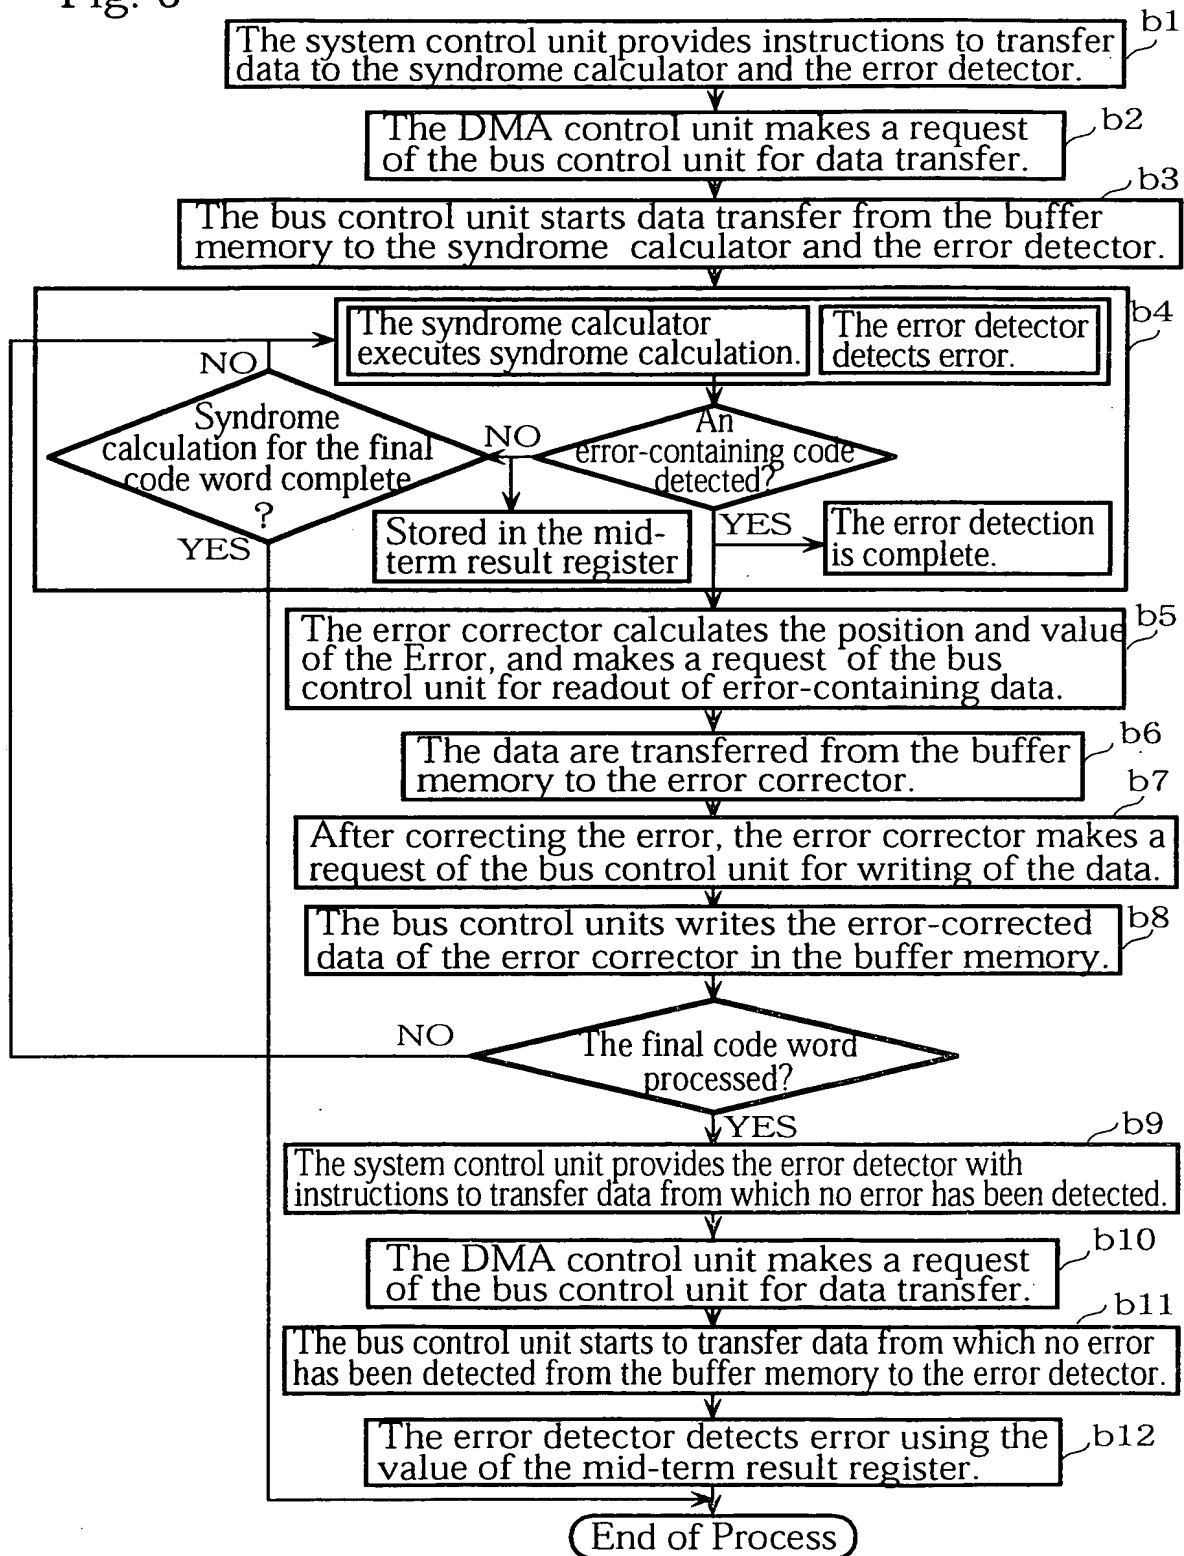 Fig. 6
b1
The system control unit provides instructions to transfer
data to the syndrome calculator and the error detector.
b2
The DMA control unit makes a request
of the bus control unit for data transfer.
b3
The bus control unit starts data transfer from the buffer
memory to the syndrome calculator and the error detector.
b4
The syndrome calculator
executes syndrome calculation.
The error detector
detects error.
NO
Syndrome
calculation for the final
code word complete
?
YES
NO
An
error-containing code
detected?
YES
Stored in the mid-
term result register
The error detection
is complete.
b5
The error corrector calculates the position and value
of the Error, and makes a request of the bus
control unit for readout of error-containing data.
b6
The data are transferred from the buffer
memory to the error corrector.
b7
After correcting the error, the error corrector makes a
request of the bus control unit for writing of the data.
b8
The bus control units writes the error-corrected
data of the error corrector in the buffer memory.
NO
The final code word
processed?
YES
b9
The system control unit provides the error detector with
instructions to transfer data from which no error has been detected.
b10
The DMA control unit makes a request
of the bus control unit for data transfer.
b11
The bus control unit starts to transfer data from which no error
has been detected from the buffer memory to the error detector.
b12
The error detector detects error using the
value of the mid-term result register.
End of Process